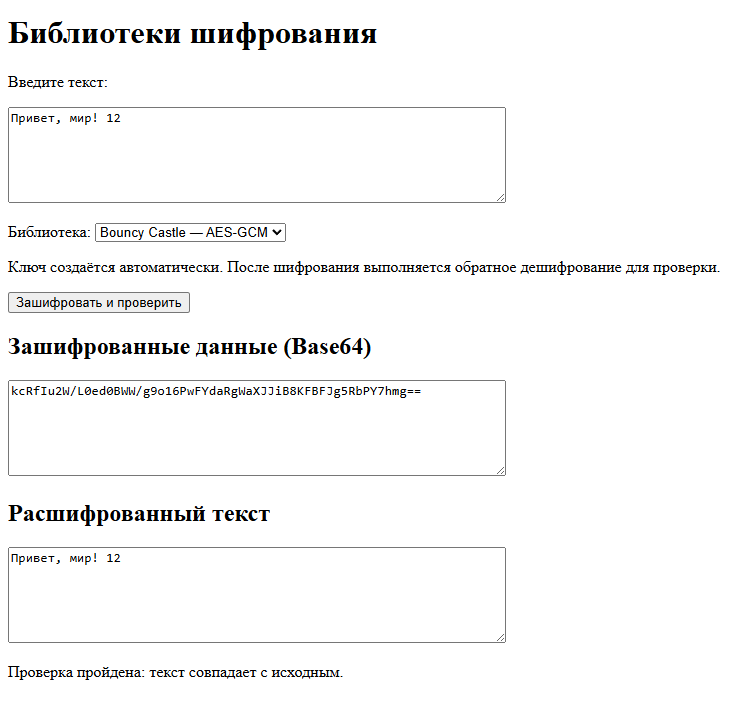 Библиотеки шифрования
Введите текст:
Привет, мир! 12
Библиотека: Bouncy Castle — AES-GCM
Ключ создаётся автоматически. После шифрования выполняется обратное дешифрование для проверки.
Зашифровать и проверить
Зашифрованные данные (Base64)
kcRfIu2W/L0ed0BWW/g9o16PwFYdaRgWaXJJiB8KFBFJg5RbPY7hmg==
Расшифрованный текст
Привет, мир! 12
Проверка пройдена: текст совпадает с исходным.